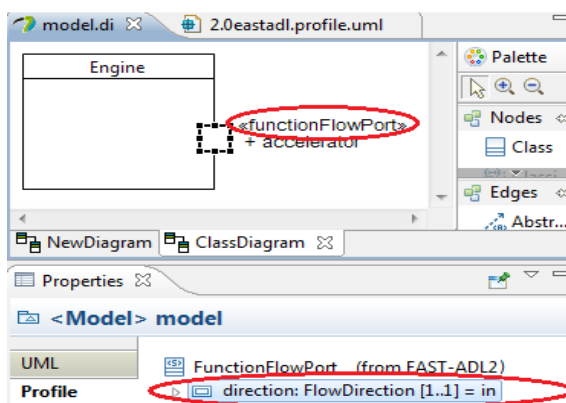 model.di
2.0eastadl.profile.uml
Engine
«functionFlowPort»
+ accelerator
Palette
Nodes
Class
Edges
Abstr...
NewDiagram
ClassDiagram
Properties
<Model> model
UML
Profile
FunctionFlowPort (from EAST-ADL2)
direction: FlowDirection [1..1] = in